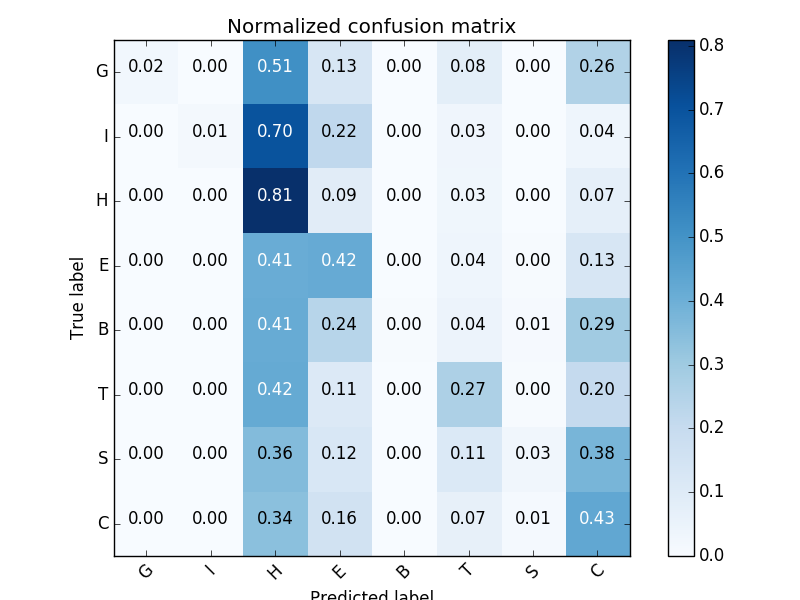 Normalized confusion matrix
True label
G 0.02 0.00 0.51 0.13 0.00 0.08 0.00 0.26
I 0.00 0.01 0.70 0.22 0.00 0.03 0.00 0.04
H 0.00 0.00 0.81 0.09 0.00 0.03 0.00 0.07
E 0.00 0.00 0.41 0.42 0.00 0.04 0.00 0.13
B 0.00 0.00 0.41 0.24 0.00 0.04 0.01 0.29
T 0.00 0.00 0.42 0.11 0.00 0.27 0.00 0.20
S 0.00 0.00 0.36 0.12 0.00 0.11 0.03 0.38
C 0.00 0.00 0.34 0.16 0.00 0.07 0.01 0.43
G I H E B T S C
Predicted label
0.8
0.7
0.6
0.5
0.4
0.3
0.2
0.1
0.0